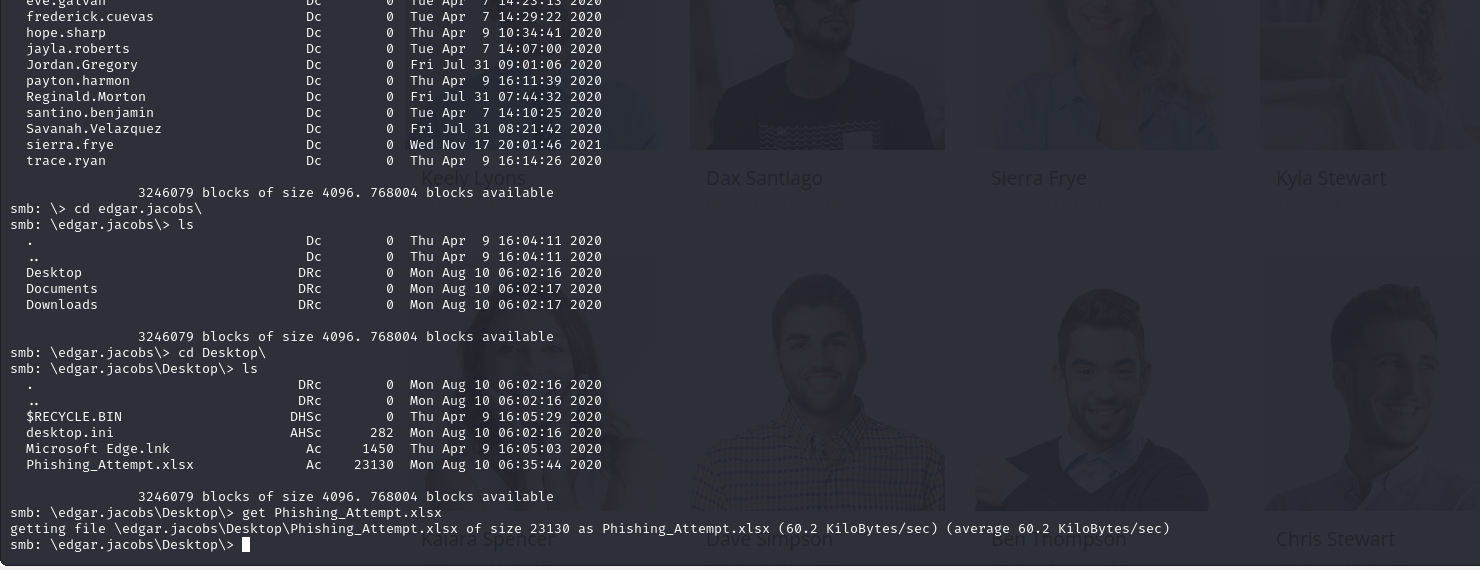 eve.galvan Dc 0 Tue Apr 7 14:23:13 2020
frederick.cuevas Dc 0 Tue Apr 7 14:29:22 2020
hope.sharp Dc 0 Thu Apr 9 10:34:41 2020
jayla.roberts Dc 0 Tue Apr 7 14:07:00 2020
Jordan.Gregory Dc 0 Fri Jul 31 09:01:06 2020
payton.harmon Dc 0 Thu Apr 9 16:11:39 2020
Reginald.Morton Dc 0 Fri Jul 31 07:44:32 2020
santino.benjamin Dc 0 Tue Apr 7 14:10:25 2020
Savanah.Velazquez Dc 0 Fri Jul 31 08:21:42 2020
sierra.frye Dc 0 Wed Nov 17 20:01:46 2021
trace.ryan Dc 0 Thu Apr 9 16:14:26 2020
Keely Lyons Dax Santiago Sierra Frye Kyla Stewart
3246079 blocks of size 4096. 768004 blocks available
smb: \> cd edgar.jacobs\
smb: \edgar.jacobs\> ls
. Dc 0 Thu Apr 9 16:04:11 2020
.. Dc 0 Thu Apr 9 16:04:11 2020
Desktop DRc 0 Mon Aug 10 06:02:16 2020
Documents DRc 0 Mon Aug 10 06:02:17 2020
Downloads DRc 0 Mon Aug 10 06:02:17 2020
3246079 blocks of size 4096. 768004 blocks available
smb: \edgar.jacobs\> cd Desktop\
smb: \edgar.jacobs\Desktop\> ls
. DRc 0 Mon Aug 10 06:02:16 2020
.. DRc 0 Mon Aug 10 06:02:16 2020
$RECYCLE.BIN DHSc 0 Thu Apr 9 16:05:29 2020
desktop.ini AHSc 282 Mon Aug 10 06:02:16 2020
Microsoft Edge.lnk Ac 1450 Thu Apr 9 16:05:03 2020
Phishing_Attempt.xlsx Ac 23130 Mon Aug 10 06:35:44 2020
3246079 blocks of size 4096. 768004 blocks available
smb: \edgar.jacobs\Desktop\> get Phishing_Attempt.xlsx
getting file \edgar.jacobs\Desktop\Phishing_Attempt.xlsx of size 23130 as Phishing_Attempt.xlsx (60.2 KiloBytes/sec) (average 60.2 KiloBytes/sec)
smb: \edgar.jacobs\Desktop\>
Kaiara Spencer Dave Simpson Ben Thompson Chris Stewart